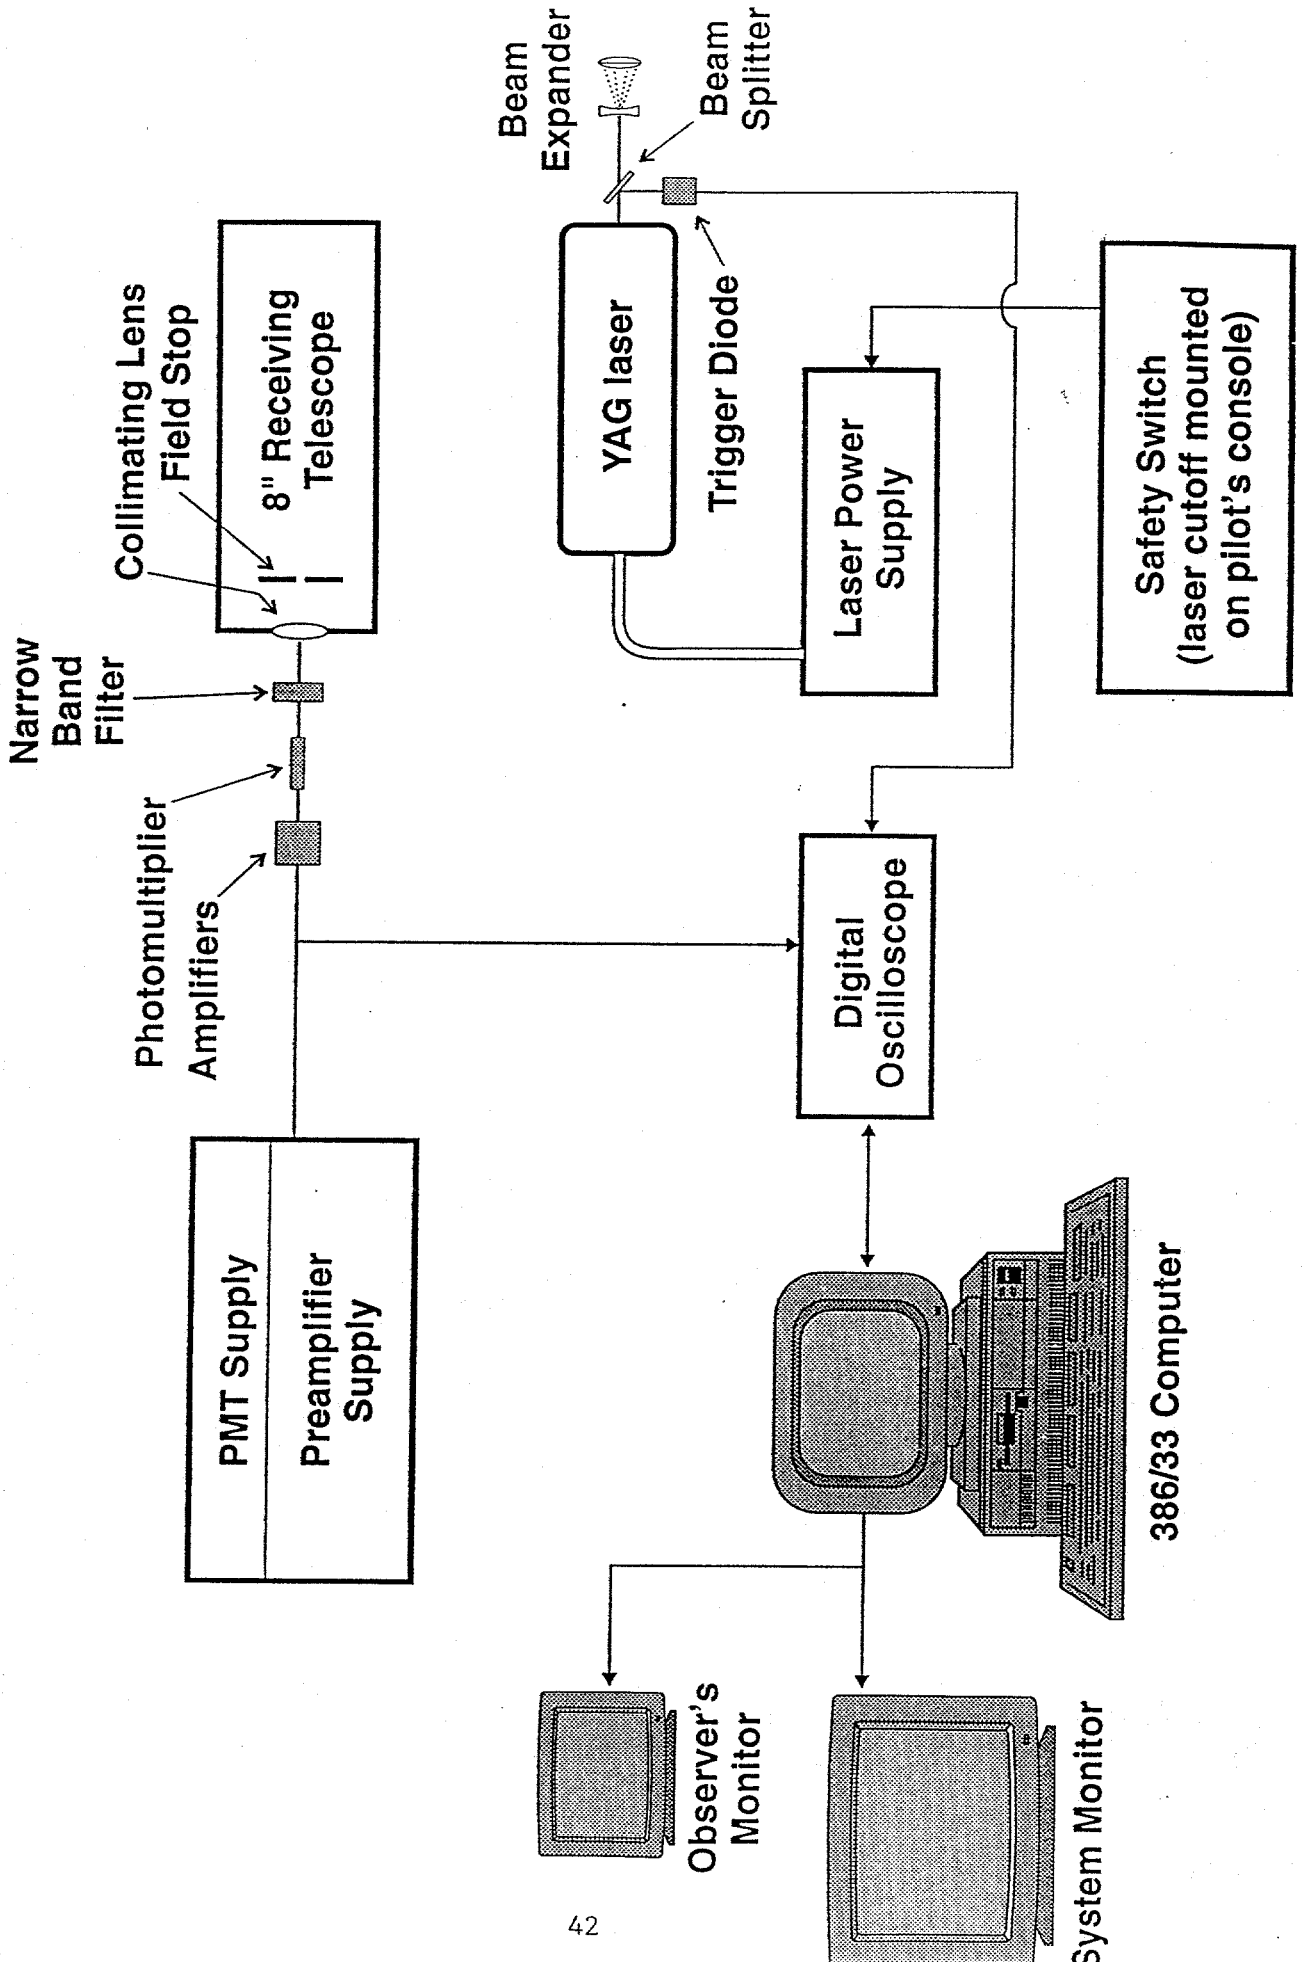 Narrow
Band
Filter
Collimating Lens
Field Stop
8" Receiving
Telescope
Photomultiplier
Amplifiers
PMT Supply
Preamplifier
Supply
Beam
Expander
Beam
Splitter
YAG laser
Trigger Diode
Laser Power
Supply
Safety Switch
(laser cutoff mounted
on pilot's console)
Digital
Oscilloscope
386/33 Computer
Observer's
Monitor
System Monitor
42